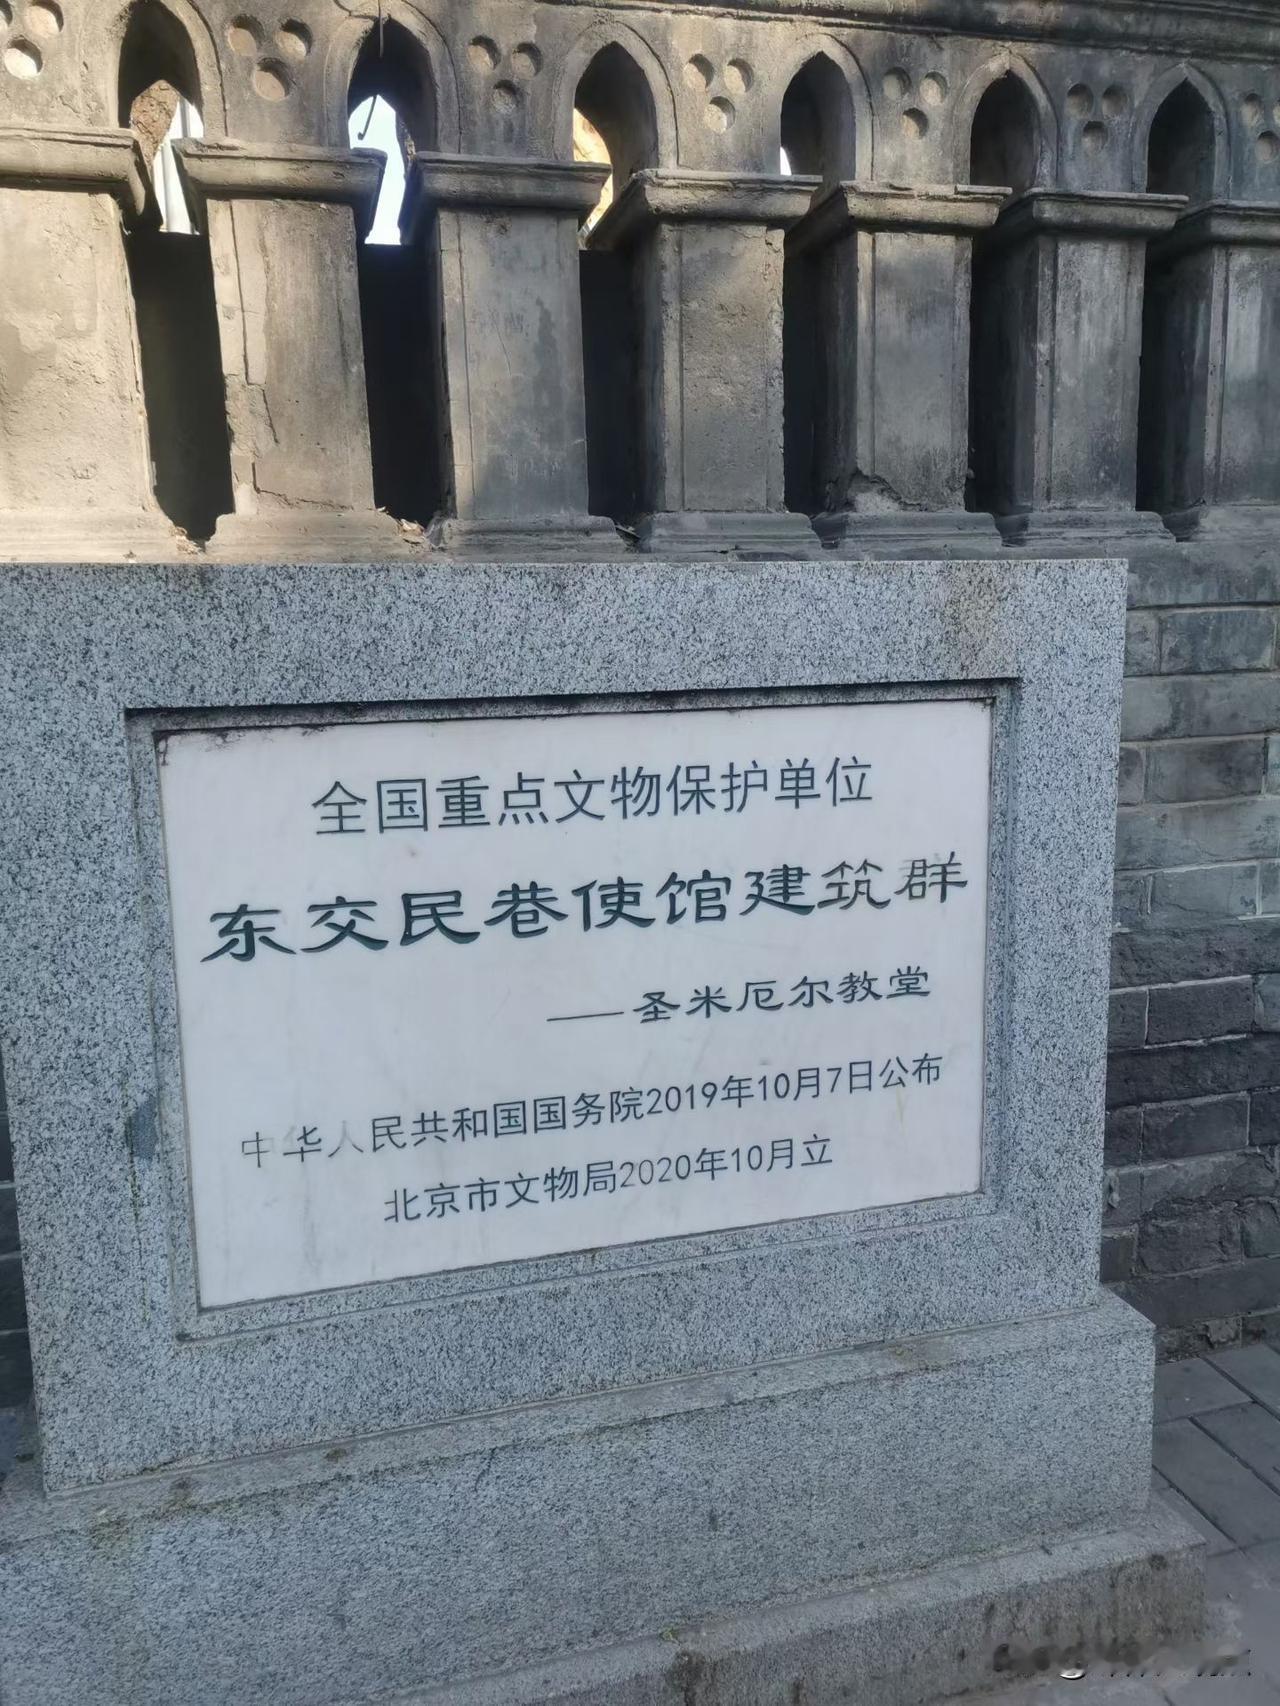 全国重点文物保护单位
东交民巷使馆建筑群
——圣米厄尔教堂
中华人民共和国国务院2019年10月7日公布
北京市文物局2020年10月立